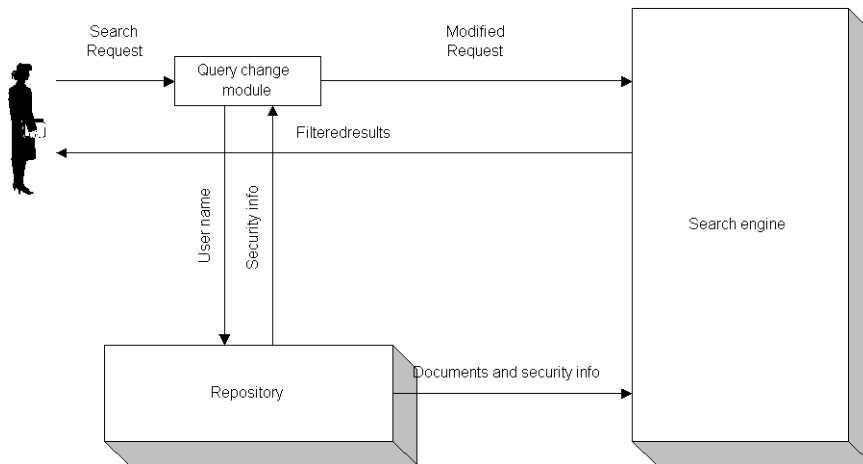 Search
Request
Modified
Request
Query change
module
Filteredresults
User name
Security info
Search engine
Documents and security info
Repository